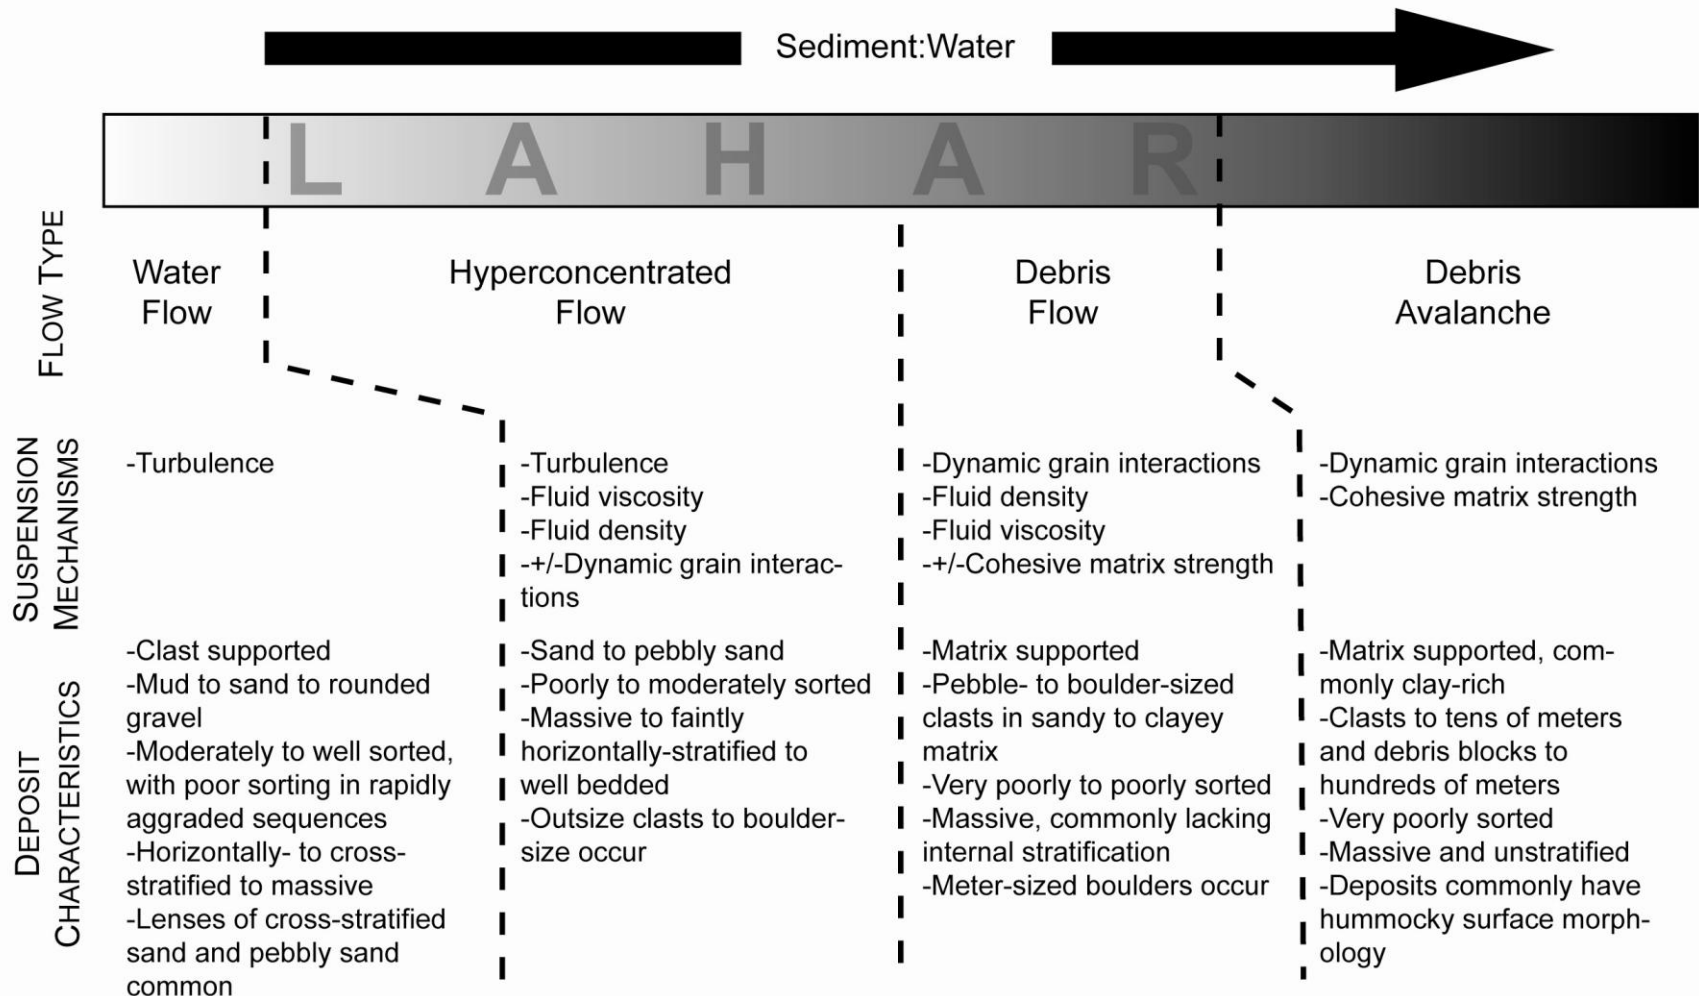 Sediment:Water
L A H A R
FLOW TYPE
Water
Flow
Hyperconcentrated
Flow
Debris
Flow
Debris
Avalanche
SUSPENSION
MECHANISMS
-Turbulence
-Turbulence
-Fluid viscosity
-Fluid density
-+/-Dynamic grain interac-
tions
-Dynamic grain interactions
-Fluid density
-Fluid viscosity
-+/-Cohesive matrix strength
-Dynamic grain interactions
-Cohesive matrix strength
DEPOSIT
CHARACTERISTICS
-Clast supported
-Mud to sand to rounded
gravel
-Moderately to well sorted,
with poor sorting in rapidly
aggraded sequences
-Horizontally- to cross-
stratified to massive
-Lenses of cross-stratified
sand and pebbly sand
common
-Sand to pebbly sand
-Poorly to moderately sorted
-Massive to faintly
horizontally-stratified to
well bedded
-Outsize clasts to boulder-
size occur
-Matrix supported
-Pebble- to boulder-sized
clasts in sandy to clayey
matrix
-Very poorly to poorly sorted
-Massive, commonly lacking
internal stratification
-Meter-sized boulders occur
-Matrix supported, com-
monly clay-rich
-Clasts to tens of meters
and debris blocks to
hundreds of meters
-Very poorly sorted
-Massive and unstratified
-Deposits commonly have
hummocky surface morph-
ology